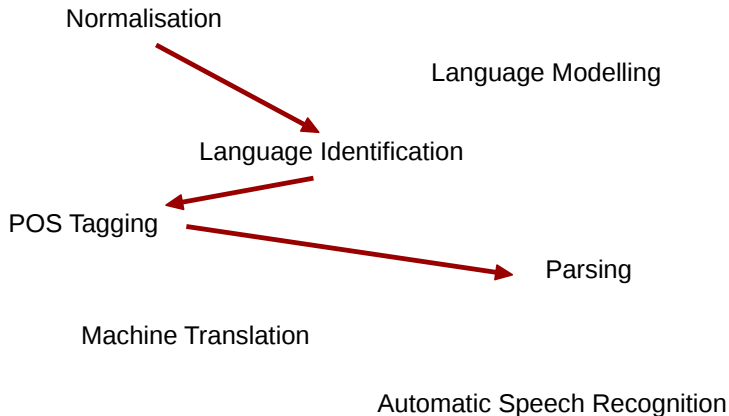 Normalisation
Language Modelling
Language Identification
POS Tagging
Parsing
Machine Translation
Automatic Speech Recognition